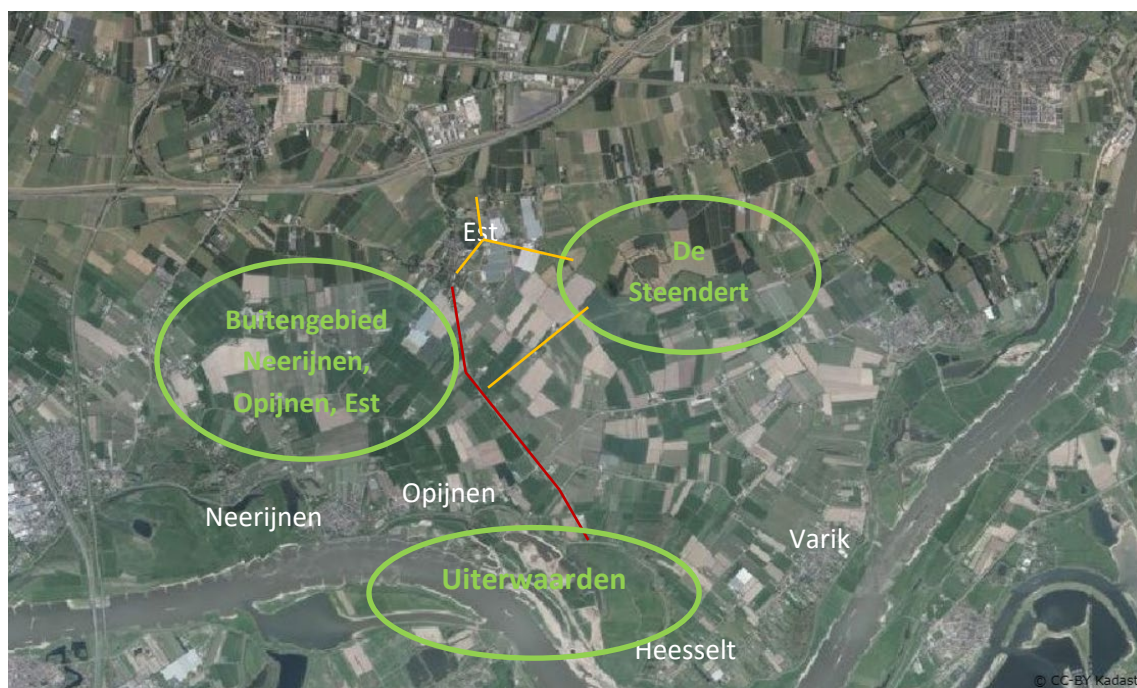 Est
De
Steendert
Buitengebied
Neerijnen,
Opijnen, Est
Opijnen
Neerijnen
Varik
Uiterwaarden
Heesselt
© CC-BY Kadast